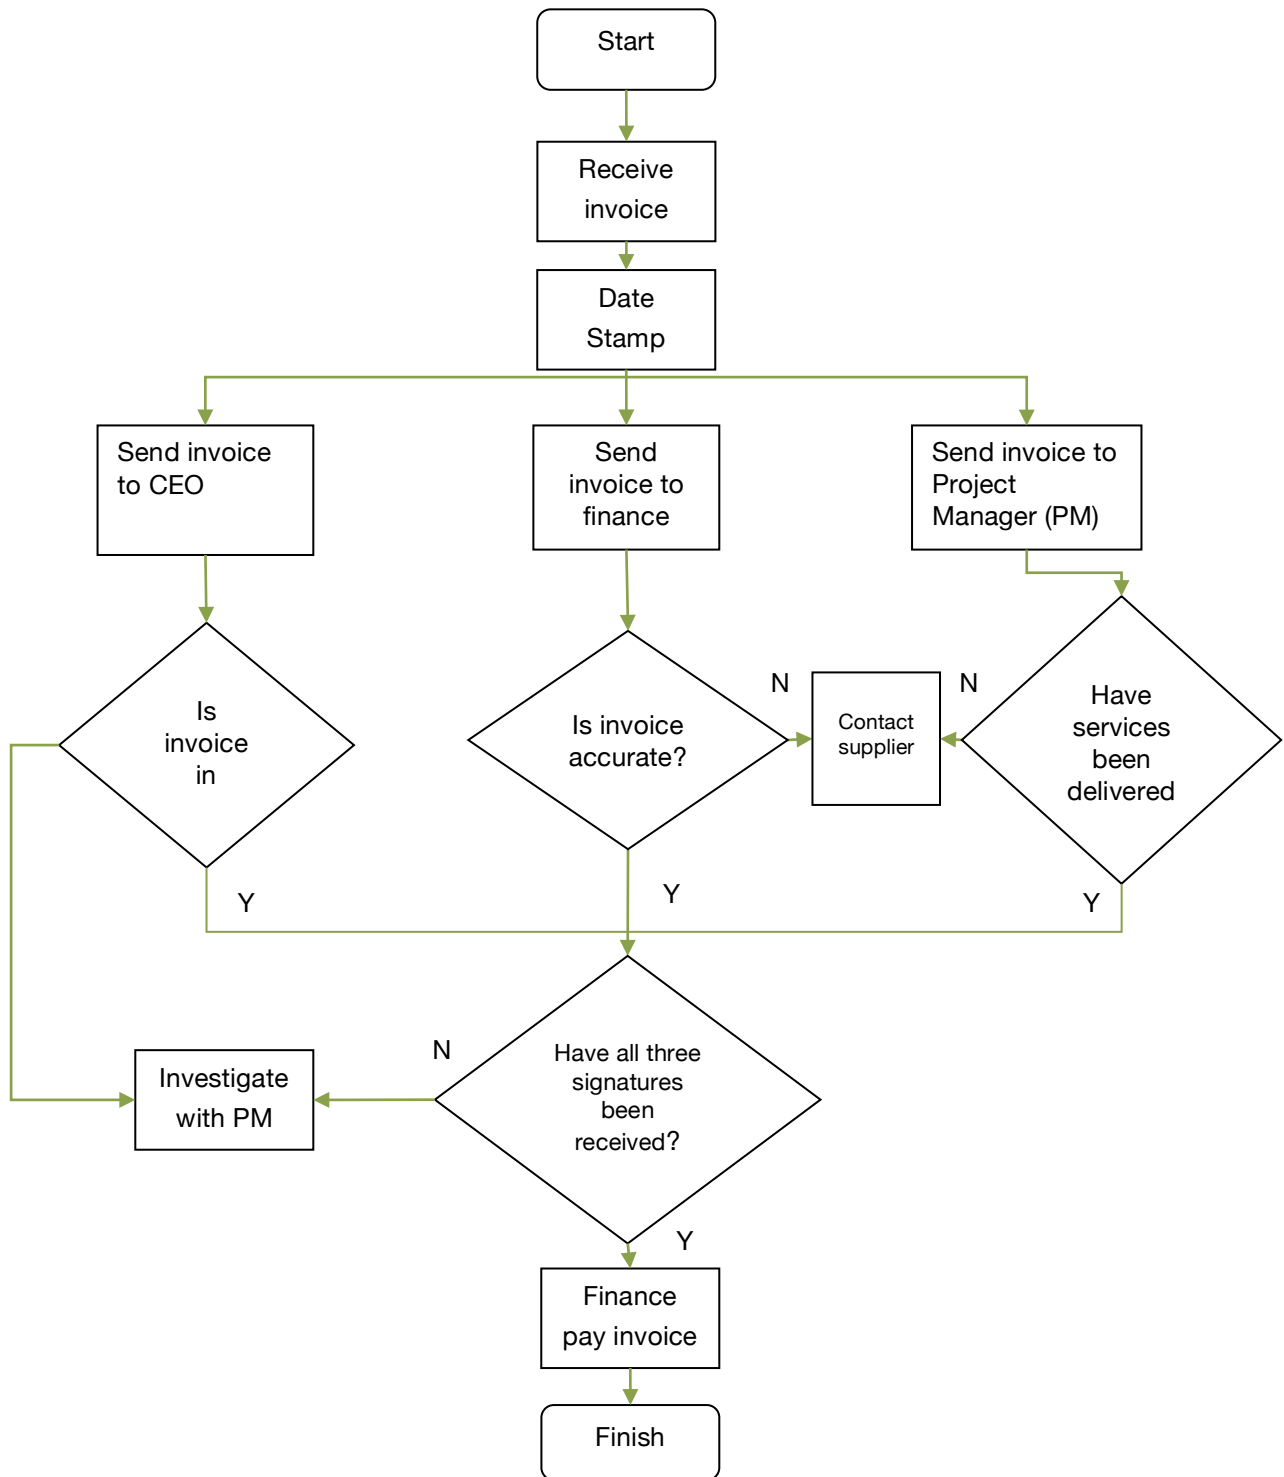 Start
Receive
invoice
Date
Stamp
Send invoice
to CEO
Send
invoice to
finance
Send invoice to
Project
Manager (PM)
Is
invoice
in
Is invoice
accurate?
N
Contact
supplier
N
Have
services
been
delivered
Y
Y
Y
N
Have all three
signatures
been
received?
Investigate
with PM
Y
Finance
pay invoice
Finish